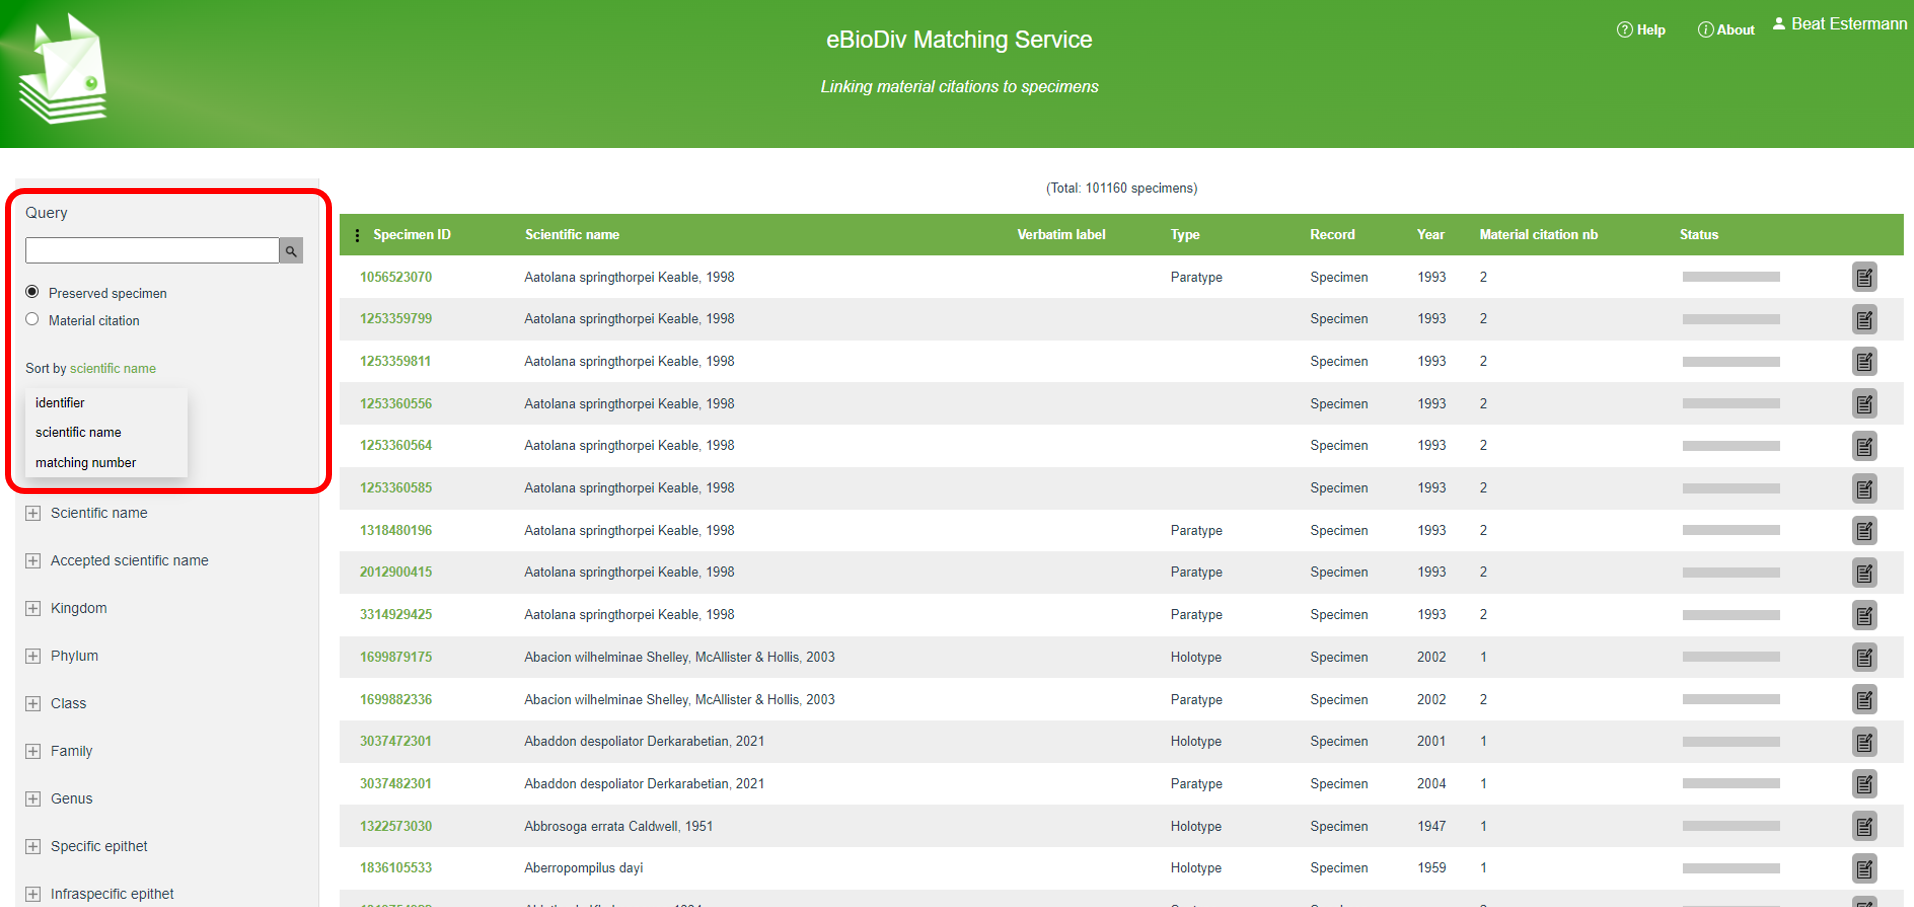 eBioDiv Matching Service
Linking material citations to specimens
Help
About
Beat Estermann
(Total: 101160 specimens)
Query
Preserved specimen
Material citation
Sort by scientific name
identifier
scientific name
matching number
Scientific name
Accepted scientific name
Kingdom
Phylum
Class
Family
Genus
Specific epithet
Infraspecific epithet
Specimen ID Scientific name Verbatim label Type Record Year Material citation nb Status
1056523070 Aatolana springthorpei Keable, 1998 Paratype Specimen 1993 2
1253359799 Aatolana springthorpei Keable, 1998 Specimen 1993 2
1253359811 Aatolana springthorpei Keable, 1998 Specimen 1993 2
1253360556 Aatolana springthorpei Keable, 1998 Specimen 1993 2
1253360564 Aatolana springthorpei Keable, 1998 Specimen 1993 2
1253360585 Aatolana springthorpei Keable, 1998 Specimen 1993 2
1318480196 Aatolana springthorpei Keable, 1998 Paratype Specimen 1993 2
2012900415 Aatolana springthorpei Keable, 1998 Paratype Specimen 1993 2
3314929425 Aatolana springthorpei Keable, 1998 Paratype Specimen 1993 2
1699879175 Abacion wilhelminae Shelley, McAllister & Hollis, 2003 Holotype Specimen 2002 1
1699882336 Abacion wilhelminae Shelley, McAllister & Hollis, 2003 Paratype Specimen 2002 2
3037472301 Abaddon despoliator Derkarabetian, 2021 Holotype Specimen 2001 1
3037482301 Abaddon despoliator Derkarabetian, 2021 Paratype Specimen 2004 1
1322573030 Abbrosoga errata Caldwell, 1951 Holotype Specimen 1947 1
1836105533 Aberropompilus dayi Holotype Specimen 1959 1